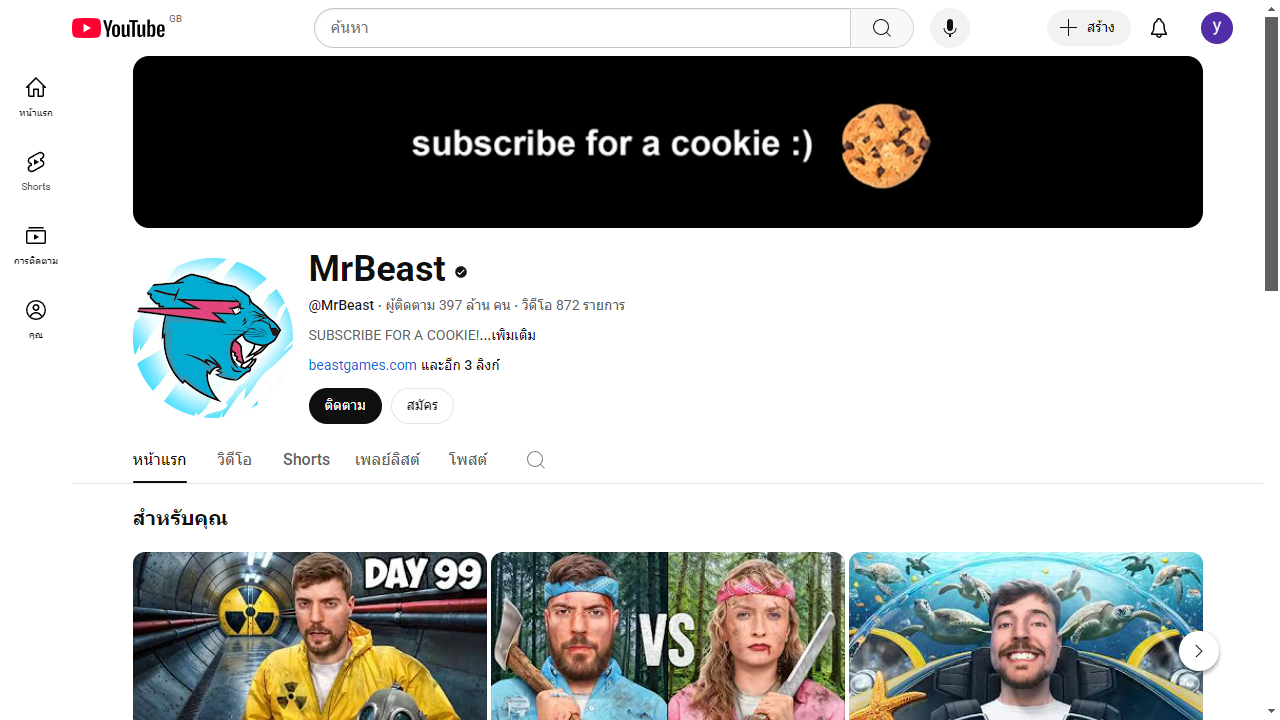 YouTube GB
ค้นหา
สร้าง
y
หน้าแรก
Shorts
การติดตาม
คุณ
subscribe for a cookie :)
MrBeast
@MrBeast • ผู้ติดตาม 397 ล้าน คน • วิดีโอ 872 รายการ
SUBSCRIBE FOR A COOKIE!...เพิ่มเติม
beastgames.com และอีก 3 ลิงก์
ติดตาม สมัคร
หน้าแรก วิดีโอ Shorts เพลย์ลิสต์ โพสต์
สำหรับคุณ
DAY 99
VS